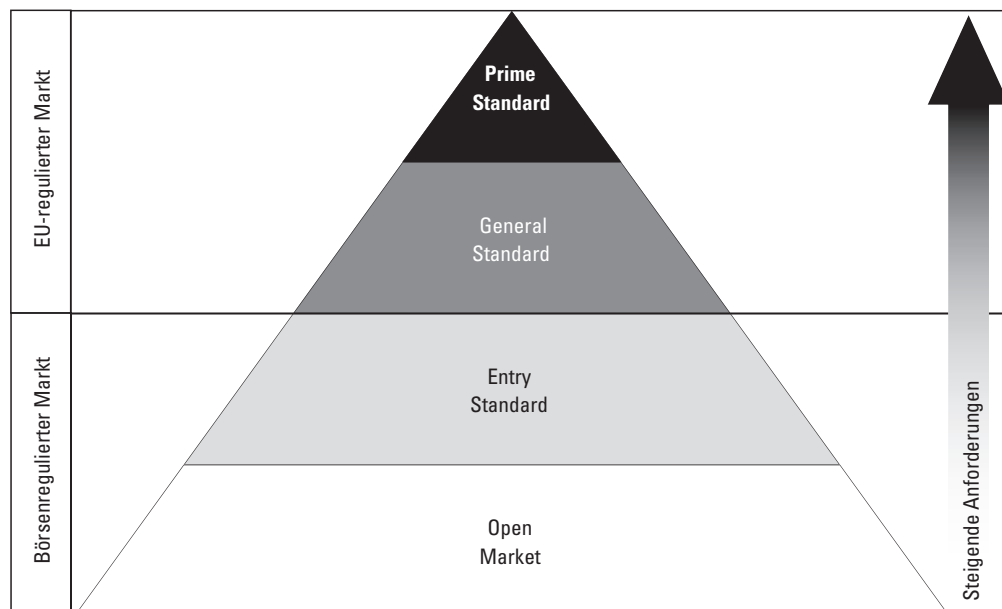 EU-regulierter Markt
Prime
Standard
General
Standard
Börsenregulierter Markt
Entry
Standard
Open
Market
Steigende Anforderungen